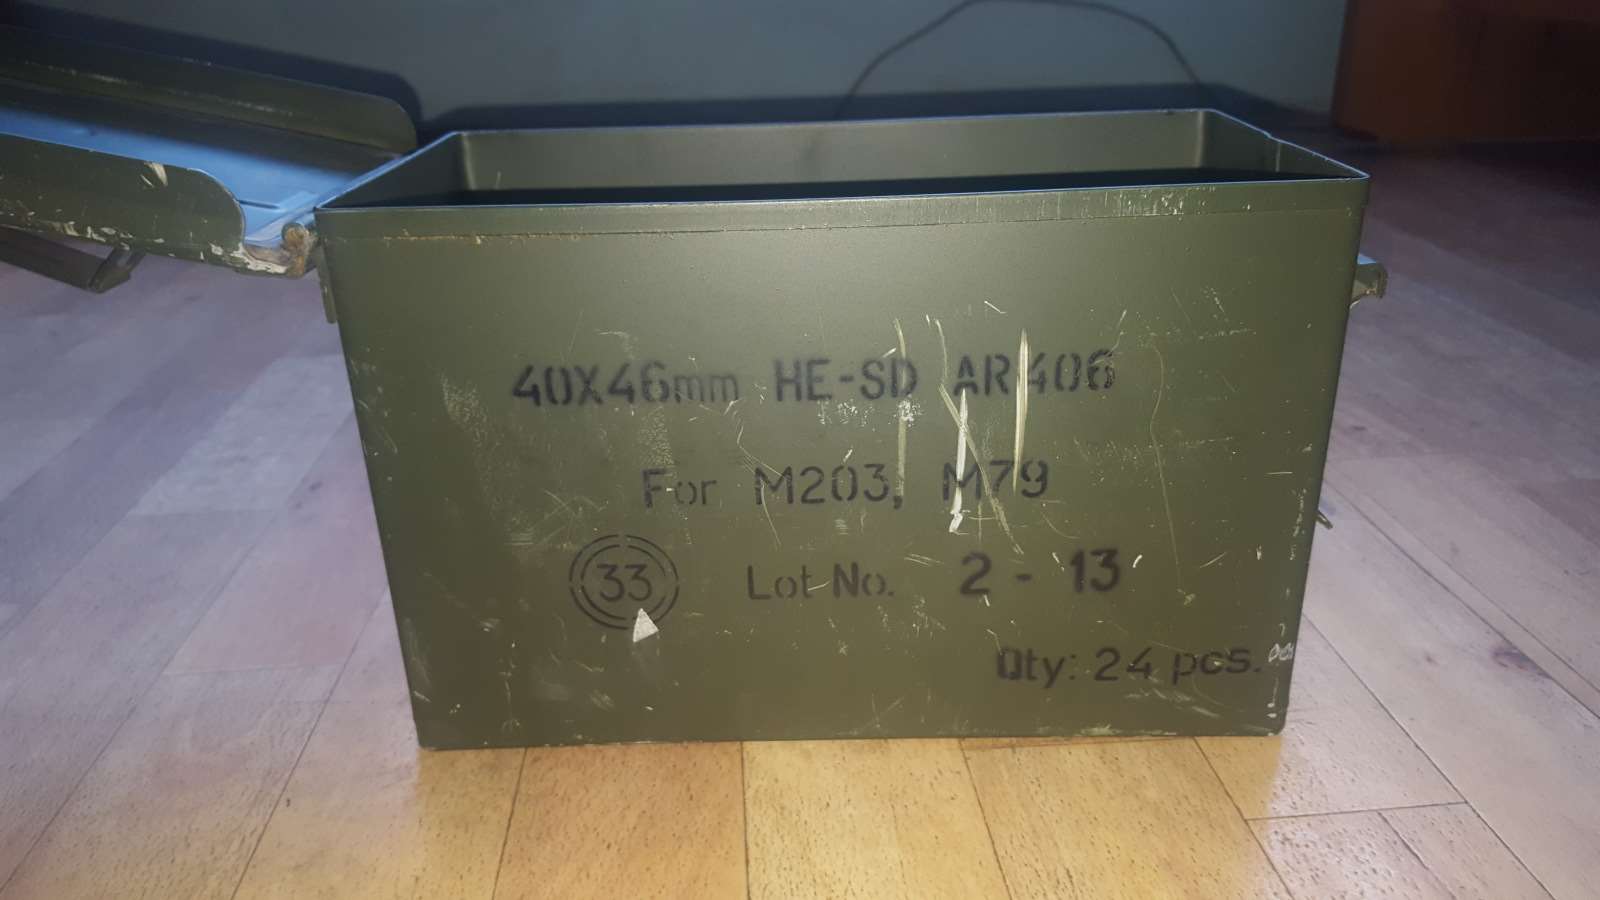 40X46mm HE-SD AR406
For M203, M79
33 Lot No. 2 - 13
Qty: 24 pcs.